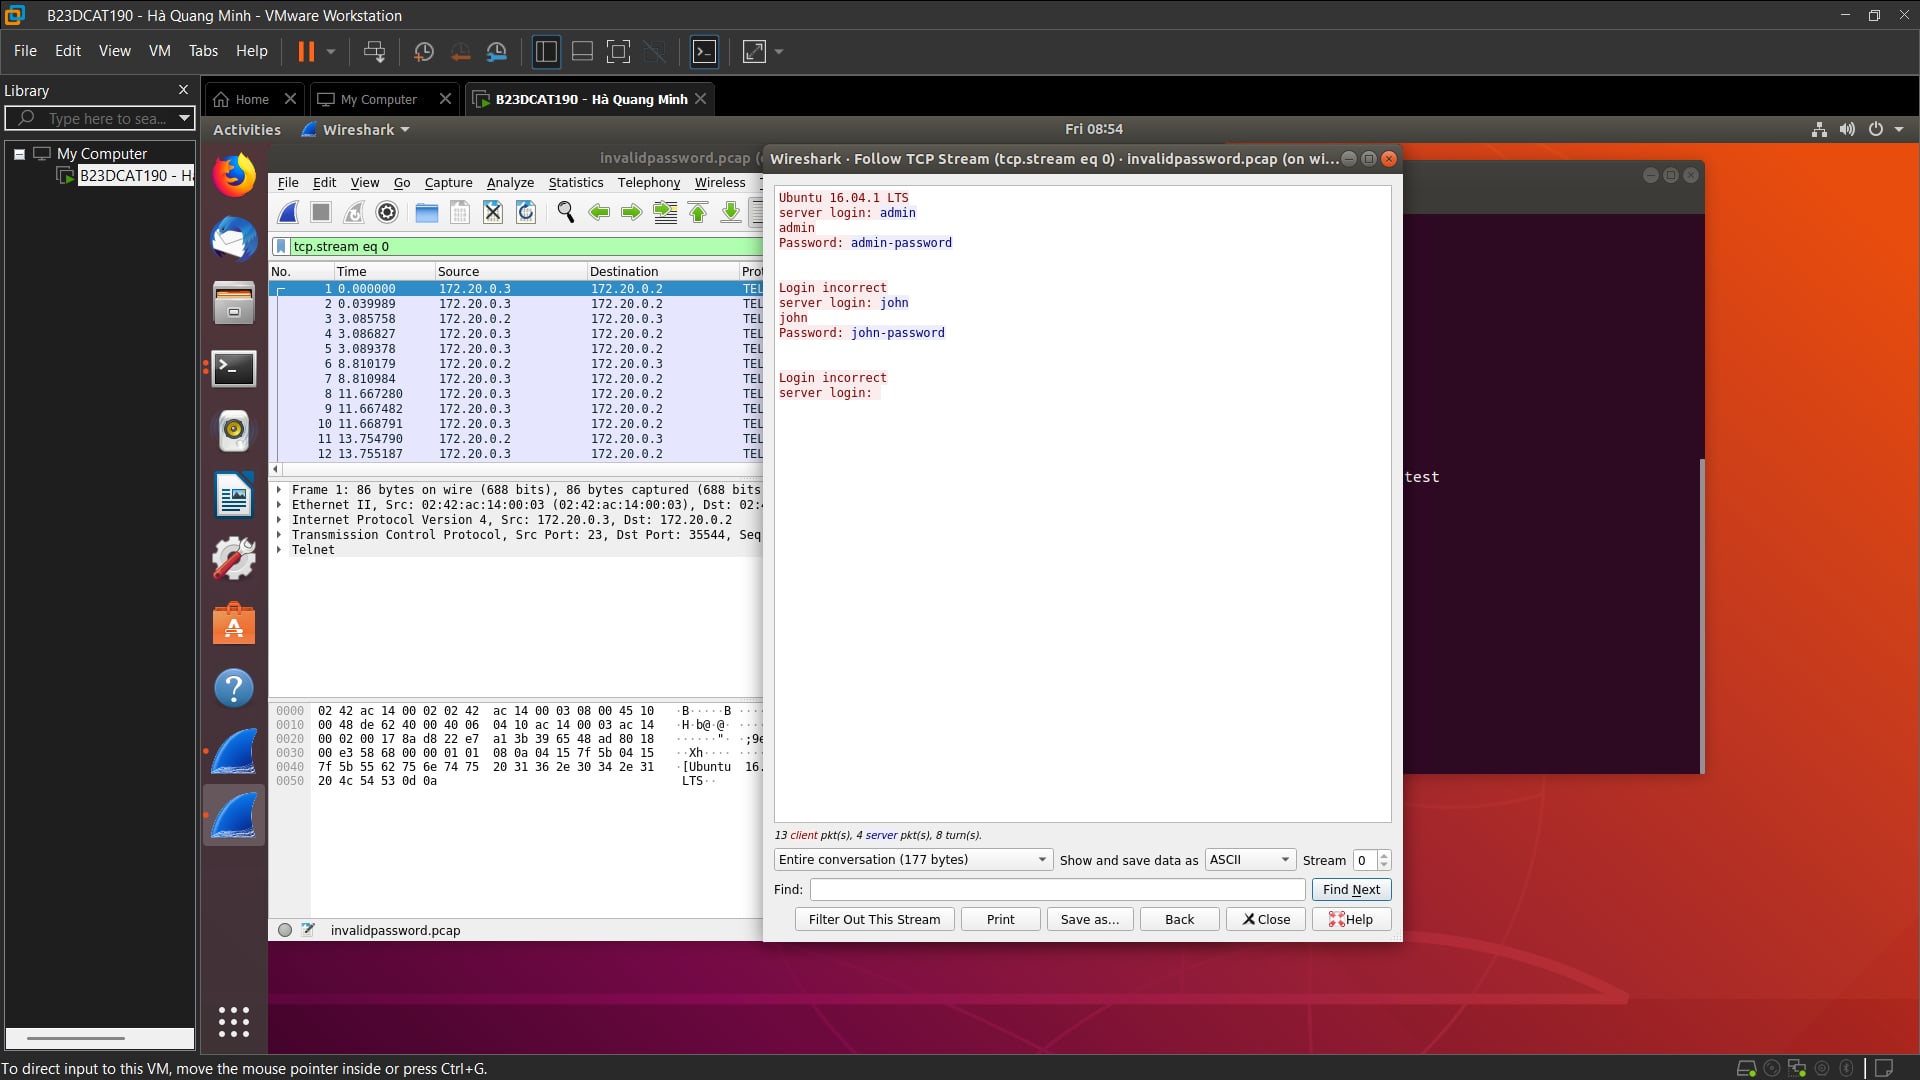 B23DCAT190 - Hà Quang Minh - VMware Workstation
File Edit View VM Tabs Help
Library
Type here to sea...
My Computer
B23DCAT190 - Hà
Home
My Computer
B23DCAT190 - Hà Quang Minh
Activities
Wireshark
Fri 08:54
invalidpassword.pcap (
File Edit View Go Capture Analyze Statistics Telephony Wireless
tcp.stream eq 0
No. Time Source Destination Prot
1 0.000000 172.20.0.3 172.20.0.2 TEL
2 0.039989 172.20.0.3 172.20.0.2 TEL
3 3.085758 172.20.0.2 172.20.0.3 TEL
4 3.086827 172.20.0.3 172.20.0.2 TEL
5 3.089378 172.20.0.3 172.20.0.2 TEL
6 8.810179 172.20.0.2 172.20.0.3 TEL
7 8.810984 172.20.0.3 172.20.0.2 TEL
8 11.667280 172.20.0.3 172.20.0.2 TEL
9 11.667482 172.20.0.3 172.20.0.2 TEL
10 11.668791 172.20.0.3 172.20.0.2 TEL
11 13.754790 172.20.0.2 172.20.0.3 TEL
12 13.755187 172.20.0.3 172.20.0.2 TEL
Frame 1: 86 bytes on wire (688 bits), 86 bytes captured (688 bits
Ethernet II, Src: 02:42:ac:14:00:03 (02:42:ac:14:00:03), Dst: 02:4
Internet Protocol Version 4, Src: 172.20.0.3, Dst: 172.20.0.2
Transmission Control Protocol, Src Port: 23, Dst Port: 35544, Seq
Telnet
0000 02 42 ac 14 00 02 02 42 ac 14 00 03 08 00 45 10 ·B·····B ····
0010 00 48 de 62 40 00 40 06 04 10 ac 14 00 03 ac 14 ·H·b@·@· ····
0020 00 02 00 17 8a d8 22 e7 a1 3b 39 65 48 ad 80 18 ······"· ·;9e
0030 00 e3 58 68 00 00 01 01 08 0a 04 15 7f 5b 04 15 ··Xh···· ····
0040 7f 5b 55 62 75 6e 74 75 20 31 36 2e 30 34 2e 31 ·[Ubuntu 16.
0050 20 4c 54 53 0d 0a LTS··
invalidpassword.pcap
Wireshark · Follow TCP Stream (tcp.stream eq 0) · invalidpassword.pcap (on wi...
Ubuntu 16.04.1 LTS
server login: admin
admin
Password: admin-password
Login incorrect
server login: john
john
Password: john-password
Login incorrect
server login:
13 client pkt(s), 4 server pkt(s), 8 turn(s).
Entire conversation (177 bytes)
Show and save data as
ASCII
Stream
0
Find:
Find Next
Filter Out This Stream
Print
Save as...
Back
Close
Help
test
To direct input to this VM, move the mouse pointer inside or press Ctrl+G.